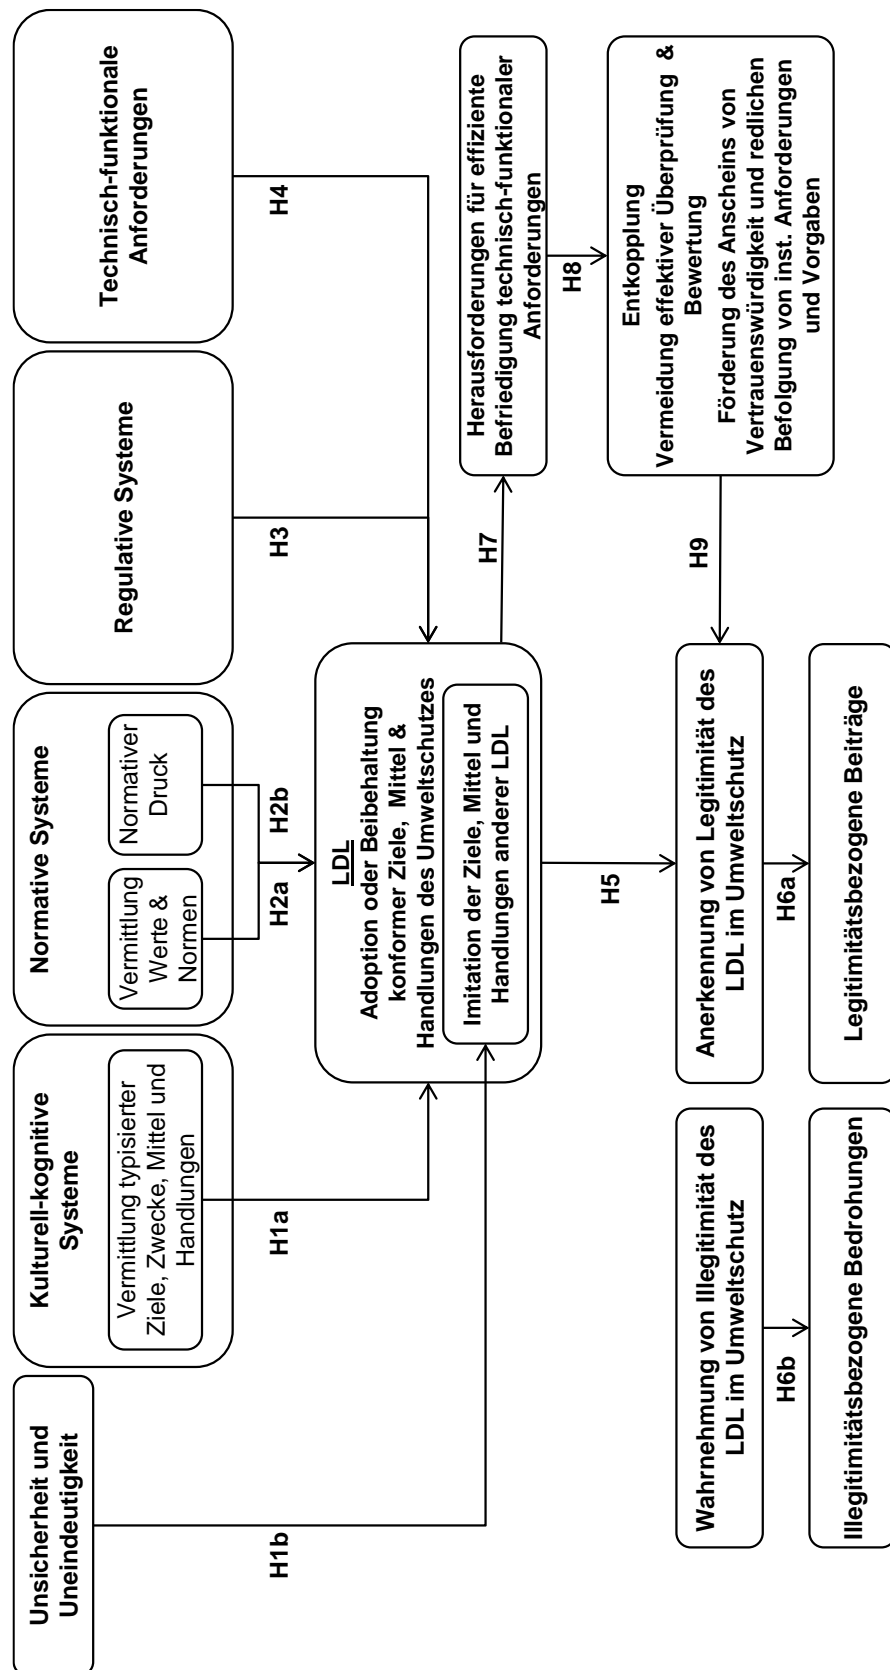 Unsicherheit und
Uneindeutigkeit
Kulturell-kognitive
Systeme
Vermittlung typisierter
Ziele, Zwecke, Mittel und
Handlungen
Normative Systeme
Vermittlung
Werte &
Normen
Normativer
Druck
Regulative Systeme
Technisch-funktionale
Anforderungen
H1b
H1a
H2a
H2b
H3
H4
LDL
Adoption oder Beibehaltung
konformer Ziele, Mittel &
Handlungen des Umweltschutzes
Imitation der Ziele, Mittel und
Handlungen anderer LDL
H7
Herausforderungen für effiziente
Befriedigung technisch-funktionaler
Anforderungen
H8
Entkopplung
Vermeidung effektiver Überprüfung &
Bewertung
Förderung des Anscheins von
Vertrauenswürdigkeit und redlichen
Befolgung von inst. Anforderungen
und Vorgaben
H5
H9
Wahrnehmung von Illegitimität des
LDL im Umweltschutz
Anerkennung von Legitimität des
LDL im Umweltschutz
H6b
H6a
Illegitimitätsbezogene Bedrohungen
Legitimitätsbezogene Beiträge